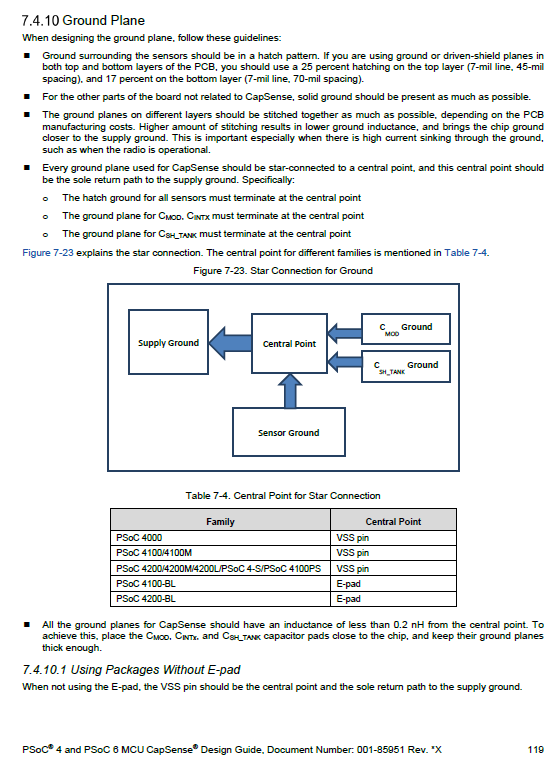 7.4.10 Ground Plane
When designing the ground plane, follow these guidelines:
■ Ground surrounding the sensors should be in a hatch pattern. If you are using ground or driven-shield planes in
both top and bottom layers of the PCB, you should use a 25 percent hatching on the top layer (7-mil line, 45-mil
spacing), and 17 percent on the bottom layer (7-mil line, 70-mil spacing).
■ For the other parts of the board not related to CapSense, solid ground should be present as much as possible.
■ The ground planes on different layers should be stitched together as much as possible, depending on the PCB
manufacturing costs. Higher amount of stitching results in lower ground inductance, and brings the chip ground
closer to the supply ground. This is important especially when there is high current sinking through the ground,
such as when the radio is operational.
■ Every ground plane used for CapSense should be star-connected to a central point, and this central point should
be the sole return path to the supply ground. Specifically:
o The hatch ground for all sensors must terminate at the central point
o The ground plane for CMOD, CINTX must terminate at the central point
o The ground plane for CSH_TANK must terminate at the central point
Figure 7-23 explains the star connection. The central point for different families is mentioned in Table 7-4.
Figure 7-23. Star Connection for Ground
CMOD Ground
Supply Ground
Central Point
CSH_TANK Ground
Sensor Ground
Table 7-4. Central Point for Star Connection
Family Central Point
PSoC 4000 VSS pin
PSoC 4100/4100M VSS pin
PSoC 4200/4200M/4200L/PSoC 4-S/PSoC 4100PS VSS pin
PSoC 4100-BL E-pad
PSoC 4200-BL E-pad
■ All the ground planes for CapSense should have an inductance of less than 0.2 nH from the central point. To
achieve this, place the CMOD, CINTx, and CSH_TANK capacitor pads close to the chip, and keep their ground planes
thick enough.
7.4.10.1 Using Packages Without E-pad
When not using the E-pad, the VSS pin should be the central point and the sole return path to the supply ground.
PSoC® 4 and PSoC 6 MCU CapSense® Design Guide, Document Number: 001-85951 Rev. *X 119